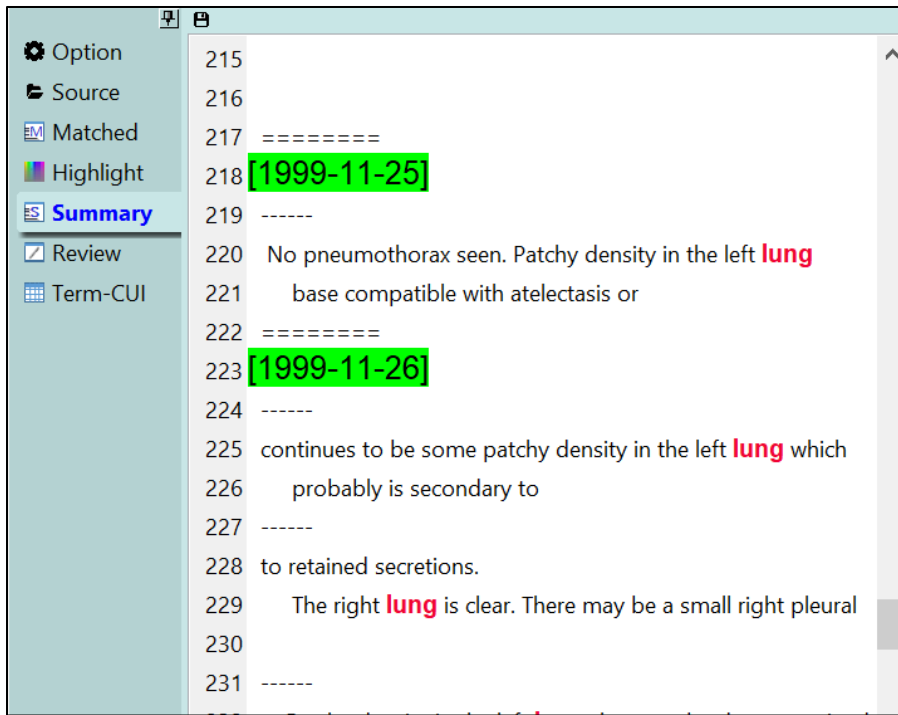 Option
Source
Matched
Highlight
Summary
Review
Term-CUI
215
216
217 ========
218 [1999-11-25]
219 ------
220 No pneumothorax seen. Patchy density in the left lung
221 base compatible with atelectasis or
222 ========
223 [1999-11-26]
224 ------
225 continues to be some patchy density in the left lung which
226 probably is secondary to
227 ------
228 to retained secretions.
229 The right lung is clear. There may be a small right pleural
230
231 ------